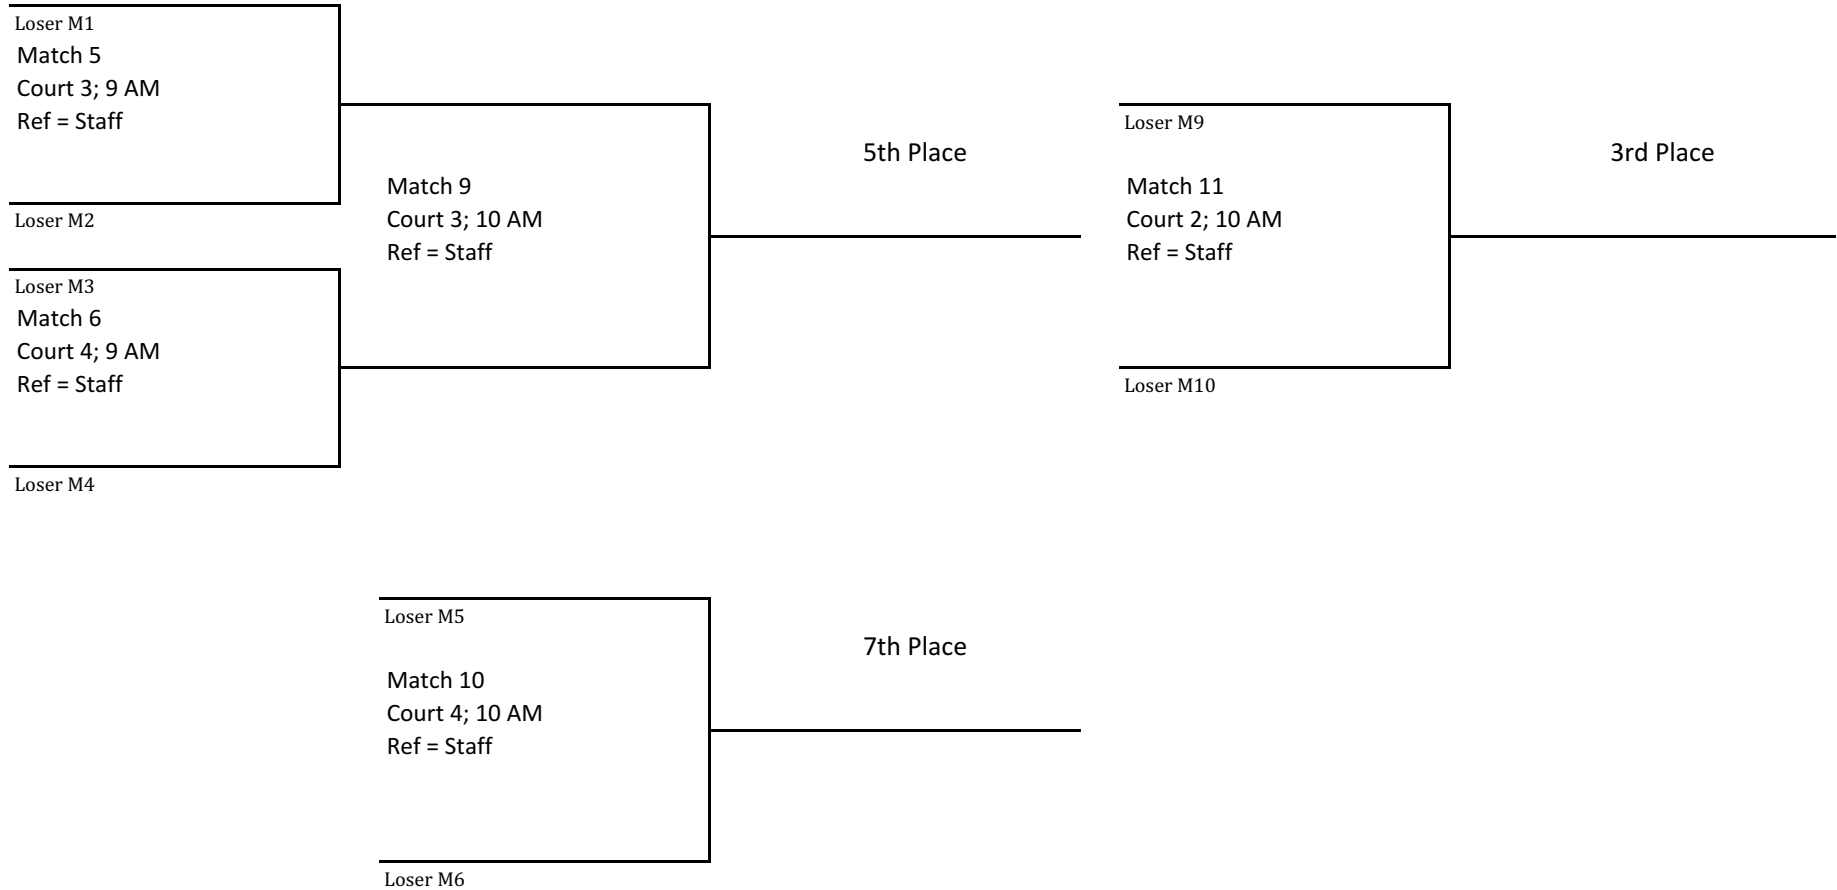 Loser M1
Match 5
Court 3; 9 AM
Ref = Staff
Loser M2
Loser M3
Match 6
Court 4; 9 AM
Ref = Staff
Loser M4
Match 9
Court 3; 10 AM
Ref = Staff
5th Place
Loser M9
Match 11
Court 2; 10 AM
Ref = Staff
Loser M10
3rd Place
Loser M5
Match 10
Court 4; 10 AM
Ref = Staff
Loser M6
7th Place